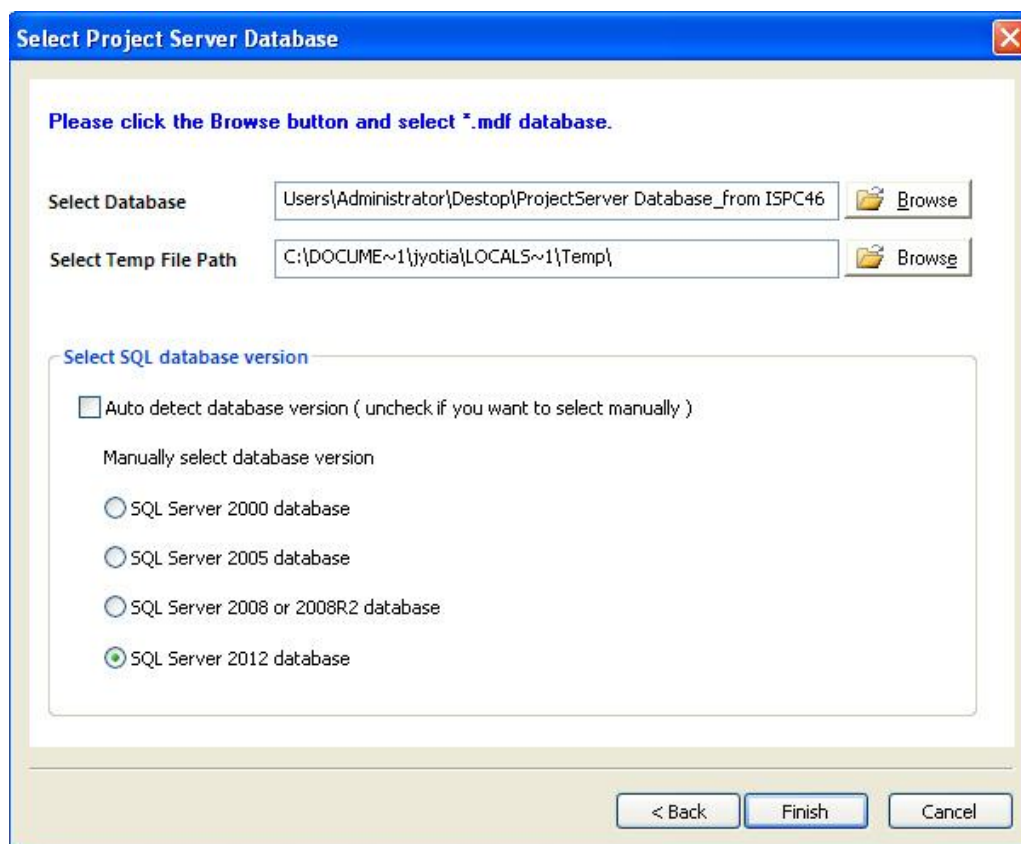 Select Project Server Database
Please click the Browse button and select *.mdf database.
Select Database Users\Administrator\Destop\ProjectServer Database_from ISPC46 Browse
Select Temp File Path C:\DOCUME~1\jyotia\LOCALS~1\Temp\ Browse
Select SQL database version
Auto detect database version ( uncheck if you want to select manually )
Manually select database version
SQL Server 2000 database
SQL Server 2005 database
SQL Server 2008 or 2008R2 database
SQL Server 2012 database
< Back Finish Cancel